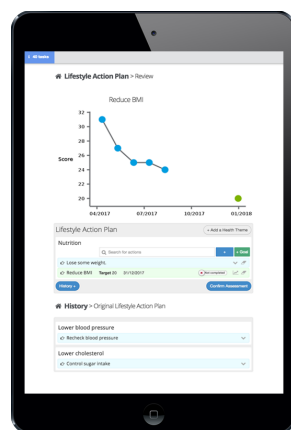 All tasks
Lifestyle Action Plan > Review
Reduce BMI
32
30
28
Score 26
24
22
20
04/2017 07/2017 10/2017 01/2018
Lifestyle Action Plan
+ Add a Health Theme
Nutrition
Search for actions
+ Goal
Lose some weight.
Reduce BMI Target 20 31/12/2017 Not completed
History » Confirm Assessment
History > Original Lifestyle Action Plan
Lower blood pressure
Recheck blood pressure
Lower cholesterol
Control sugar intake